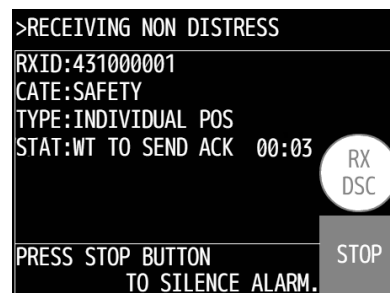 >RECEIVING NON DISTRESS
RXID:431000001
CATE:SAFETY
TYPE:INDIVIDUAL POS
STAT:WT TO SEND ACK 00:03
RX
DSC
PRESS STOP BUTTON
TO SILENCE ALARM.
STOP